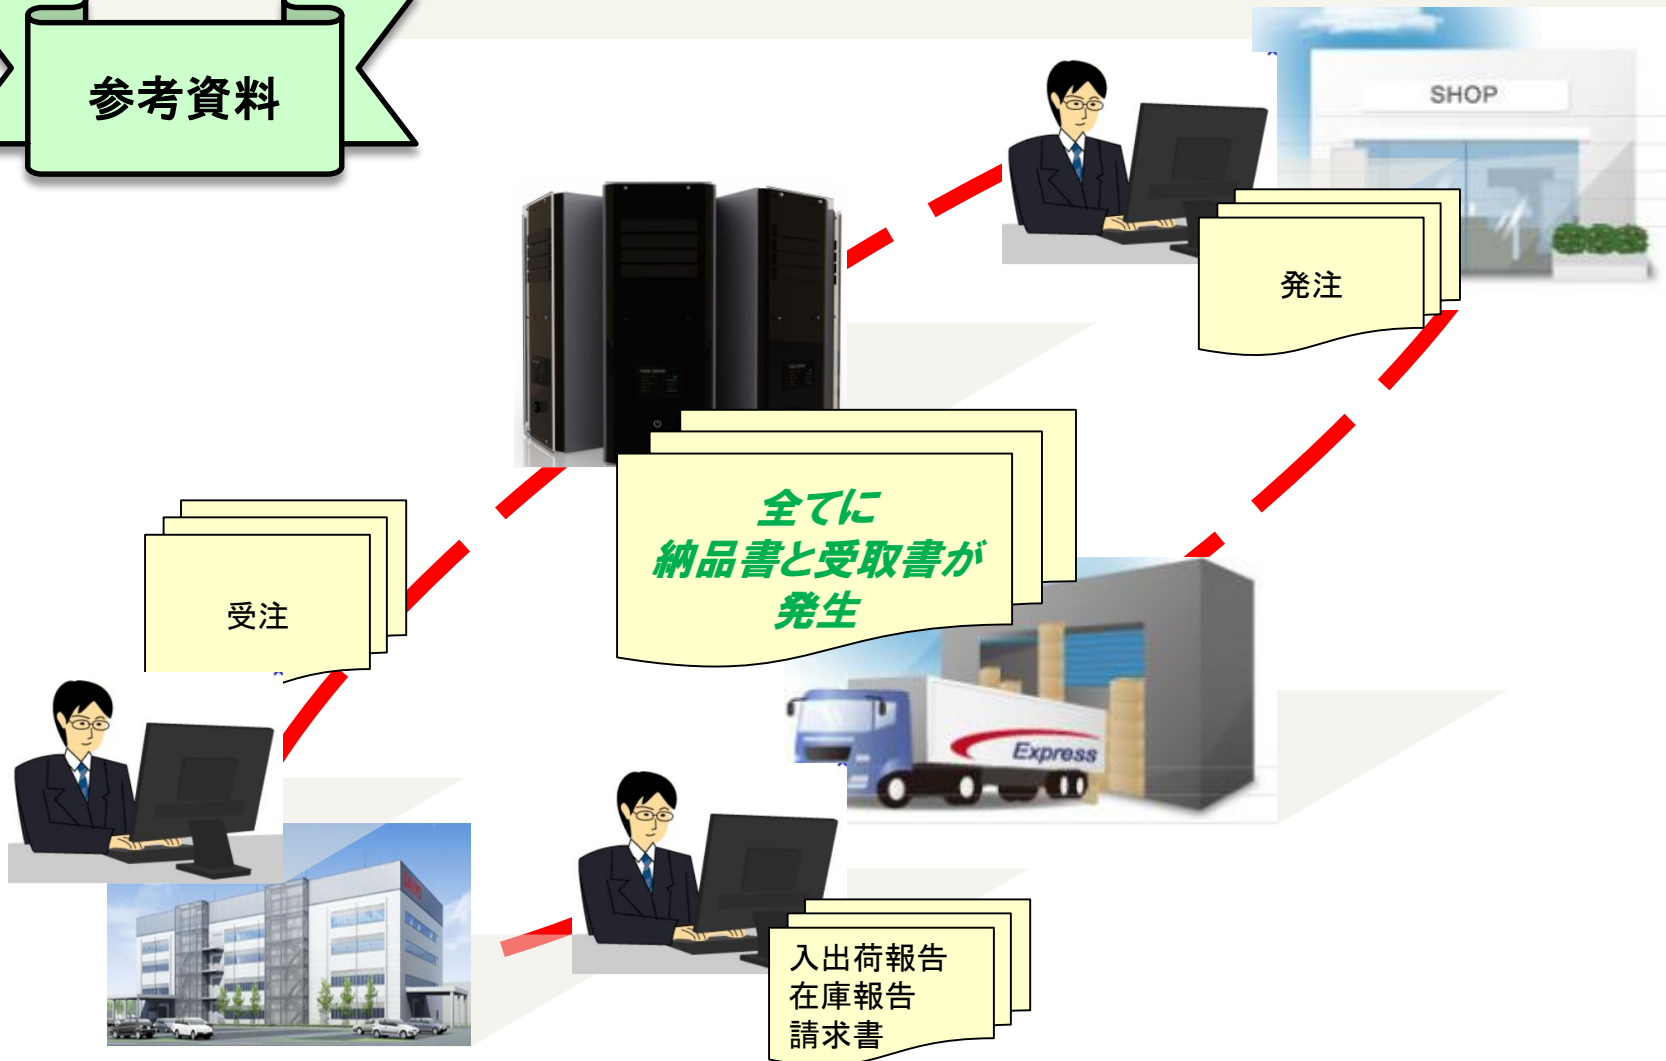 参考資料
SHOP
発注
全てに
納品書と受取書が
発生
受注
Express
入出荷報告
在庫報告
請求書